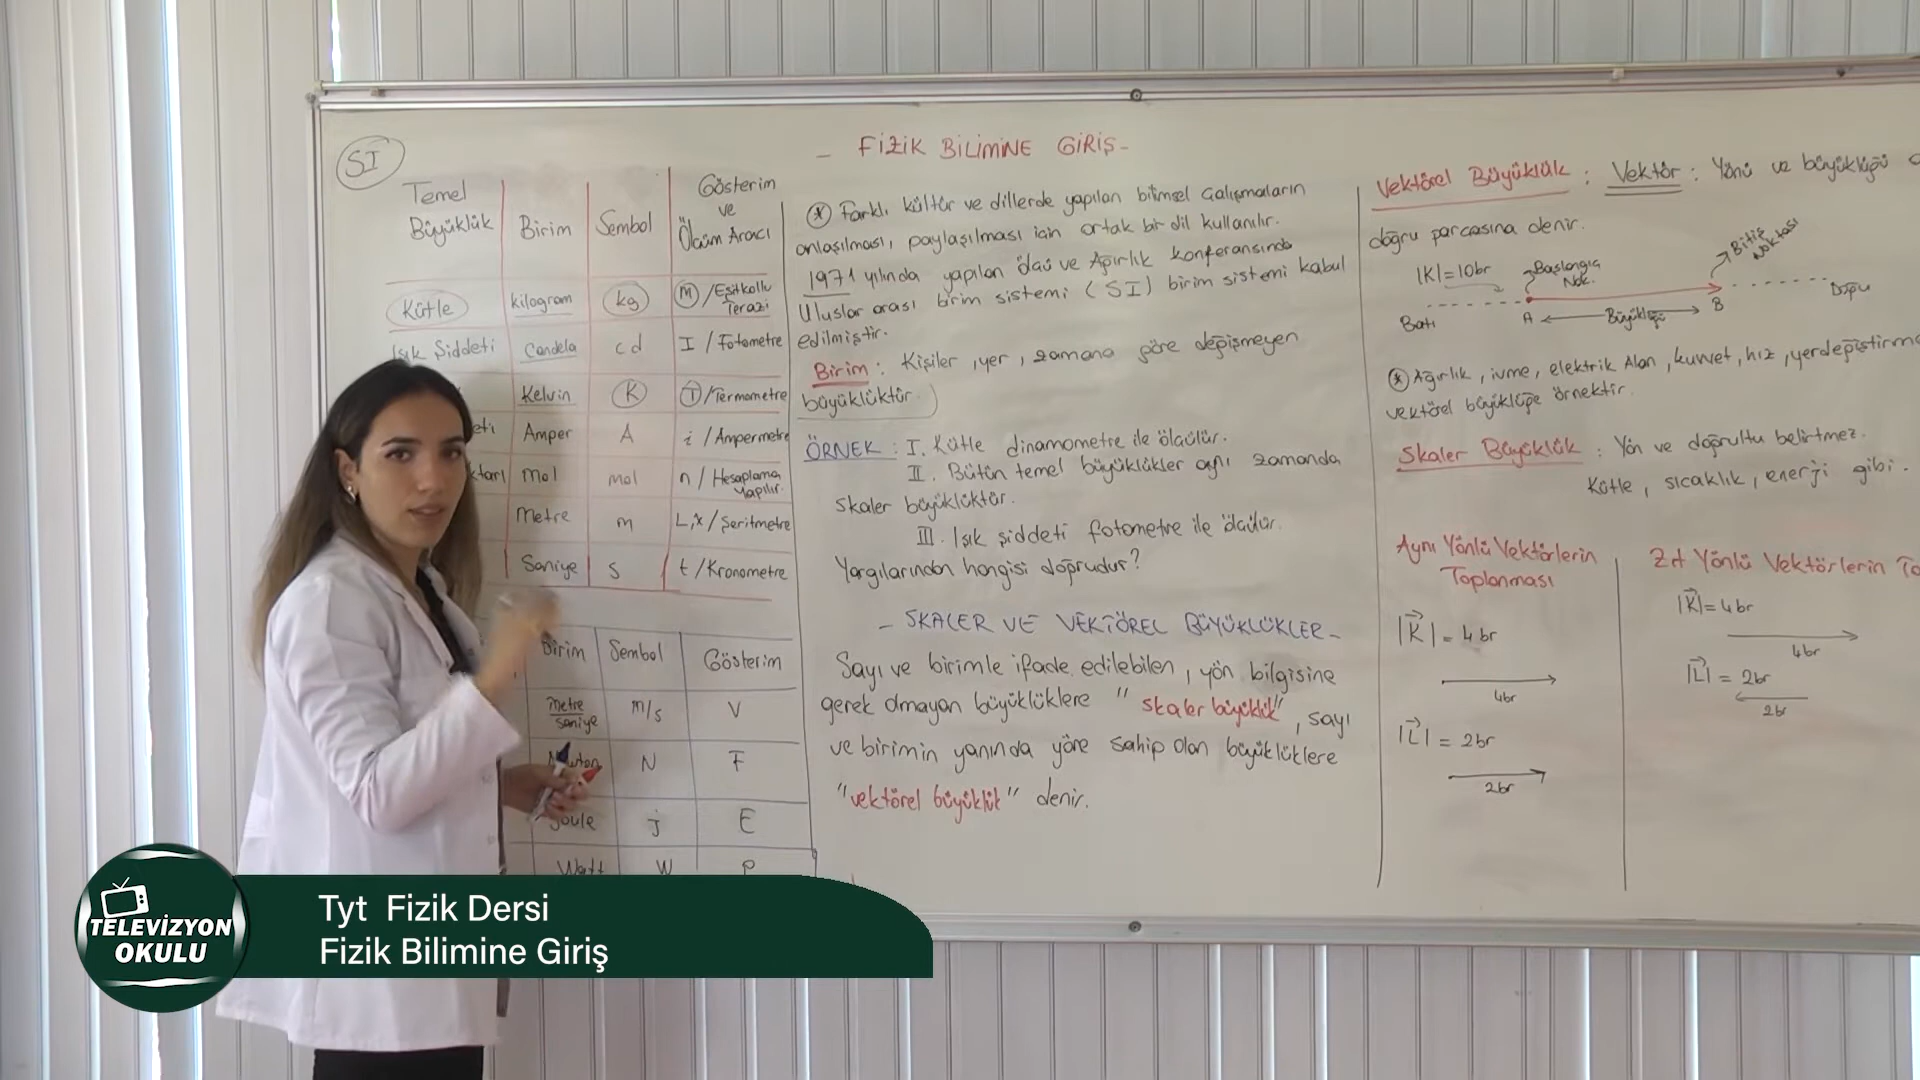 SI
Temel Büyüklük
Birim
Sembol
Gösterim ve Ölçüm Aracı
Kütle
kilogram
kg
m / Eşitkollu Terazi
Işık Şiddeti
Candela
cd
I / Fotometre
Kelvin
K
T / Termometre
Amper
A
i / Ampermetre
Mol
mol
n / Hesaplama Yapılır.
Metre
m
L,x / Şeritmetre
Saniye
s
t / Kronometre
Birim
Sembol
Gösterim
metre
saniye
m/s
V
Newton
N
F
joule
j
E
Watt
W
P
- FİZİK BİLİMİNE GİRİŞ -
* Farklı kültür ve dillerde yapılan bilimsel çalışmaların
anlaşılması, paylaşılması için ortak bir dil kullanılır.
1971 yılında yapılan ölçü ve Ağırlık konferansında
Uluslar arası birim sistemi (SI) birim sistemi kabul
edilmiştir.
Birim : Kişiler, yer, zamana göre değişmeyen
büyüklüktür.
ÖRNEK : I. Kütle dinamometre ile ölçülür.
II. Bütün temel büyüklükler aynı zamanda
skaler büyüklüktür.
III. Işık şiddeti fotometre ile ölçülür.
Yargılarından hangisi doğrudur?
- SKALER VE VEKTÖREL BÜYÜKLÜKLER -
Sayı ve birimle ifade edilebilen, yön bilgisine
gerek olmayan büyüklüklere "skaler büyüklük", sayı
ve birimin yanında yöne sahip olan büyüklüklere
"vektörel büyüklük" denir.
Vektörel Büyüklük : Vektör : Yönü ve büyüklüğü
doğru parçasına denir.
|K|=10br
Başlangıç Nok.
Bitiş Noktası
Batı
A
Büyüklüğü
B
Doğu
* Ağırlık, ivme, elektrik Alan, kuvvet, hız, yerdeğiştirme
vektörel büyüklüğe örnektir.
Skaler Büyüklük : Yön ve doğrultu belirtmez.
Kütle, sıcaklık, enerji gibi.
Aynı Yönlü Vektörlerin
Toplanması
|K| = 4br
4br
|L| = 2br
2br
Zıt Yönlü Vektörlerin To
|K|= 4br
4br
|L| = 2br
2br
TELEVİZYON
OKULU
Tyt Fizik Dersi
Fizik Bilimine Giriş